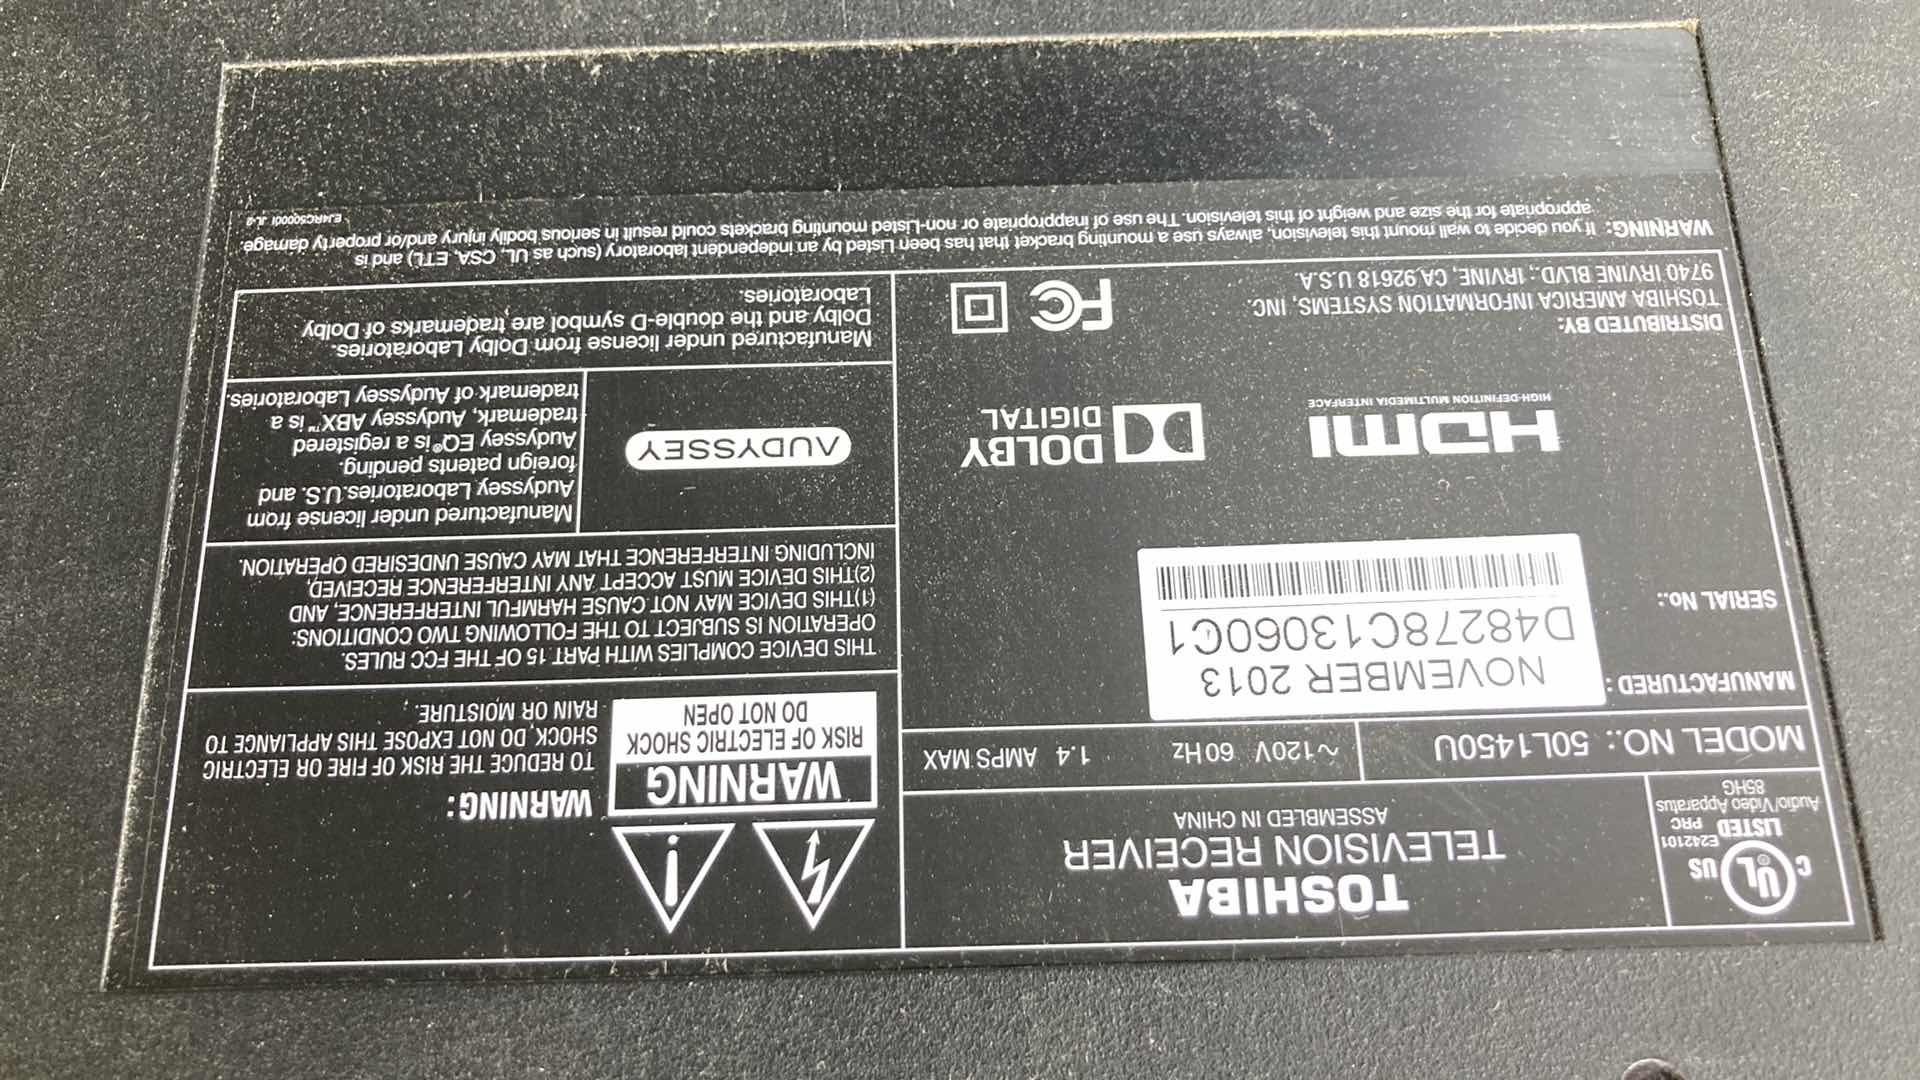 C UL US
®
LISTED
E242101
PRC
Audio/Video Apparatus
85HG
TOSHIBA
TELEVISION RECEIVER
ASSEMBLED IN CHINA
MODEL NO.: 50L1450U
~120V 60Hz 1.4 AMPS MAX
MANUFACTURED: NOVEMBER 2013
D48278C13060C1
SERIAL No.:
HDMI
HIGH-DEFINITION MULTIMEDIA INTERFACE
DOLBY
DIGITAL
DISTRIBUTED BY:
TOSHIBA AMERICA INFORMATION SYSTEMS, INC.
9740 IRVINE BLVD., IRVINE, CA 92618 U.S.A.
FC
WARNING
RISK OF ELECTRIC SHOCK
DO NOT OPEN
WARNING:
TO REDUCE THE RISK OF FIRE OR ELECTRIC
SHOCK, DO NOT EXPOSE THIS APPLIANCE TO
RAIN OR MOISTURE.
THIS DEVICE COMPLIES WITH PART 15 OF THE FCC RULES.
OPERATION IS SUBJECT TO THE FOLLOWING TWO CONDITIONS:
(1)THIS DEVICE MAY NOT CAUSE HARMFUL INTERFERENCE, AND
(2)THIS DEVICE MUST ACCEPT ANY INTERFERENCE RECEIVED,
INCLUDING INTERFERENCE THAT MAY CAUSE UNDESIRED OPERATION.
AUDYSSEY
Manufactured under license from
Audyssey Laboratories.U.S. and
foreign patents pending.
Audyssey EQ® is a registered
trademark, Audyssey ABX™ is a
trademark of Audyssey Laboratories.
Manufactured under license from Dolby Laboratories.
Dolby and the double-D symbol are trademarks of Dolby
Laboratories.
WARNING: If you decide to wall mount this television, always use a mounting bracket that has been Listed by an independent laboratory (such as UL, CSA, ETL) and is
appropriate for the size and weight of this television. The use of inappropriate or non-Listed mounting brackets could result in serious bodily injury and/or property damage.